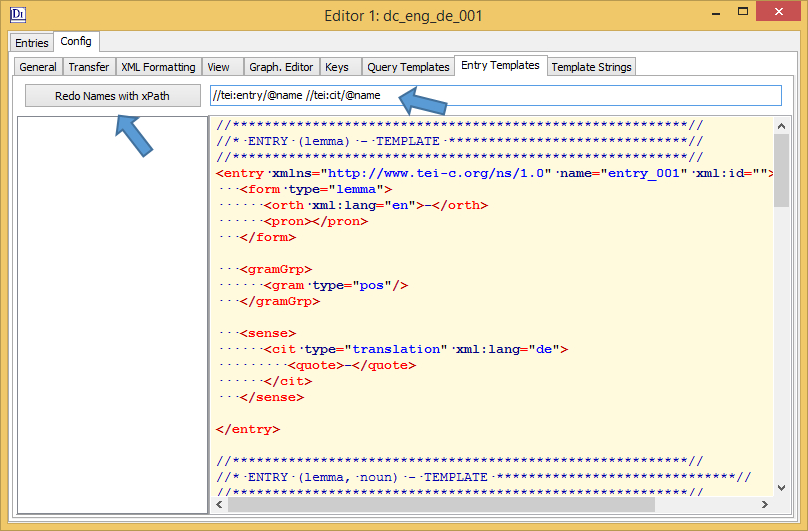 DI Editor 1: dc_eng_de_001
Entries Config
General Transfer XML Formatting View Graph. Editor Keys Query Templates Entry Templates Template Strings
Redo Names with xPath //tei:entry/@name //tei:cit/@name
//*********************************************************//
//* ENTRY·(lemma)·-·TEMPLATE·******************************//
//*********************************************************//
<entry·xmlns="http://www.tei-c.org/ns/1.0"·name="entry_001"·xml:id="">
···<form·type="lemma">
······<orth·xml:lang="en">-</orth>
······<pron></pron>
···</form>
···<gramGrp>
······<gram·type="pos"/>
···</gramGrp>
···<sense>
······<cit·type="translation"·xml:lang="de">
·········<quote>-</quote>
······</cit>
···</sense>
</entry>
//*********************************************************//
//*·ENTRY·(lemma,·noun)·-·TEMPLATE·******************************//
//*********************************************************//